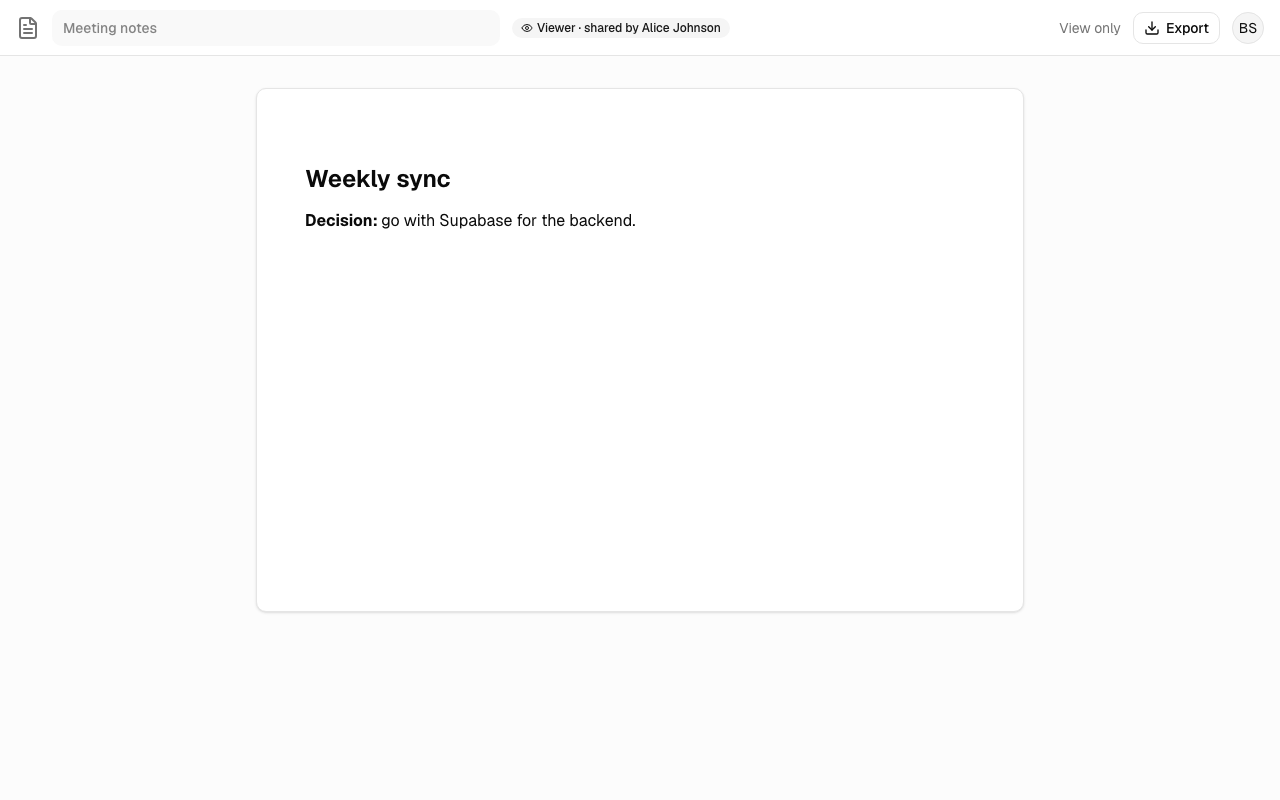 Meeting notes
Viewer · shared by Alice Johnson
View only
Export
BS
Weekly sync
Decision: go with Supabase for the backend.